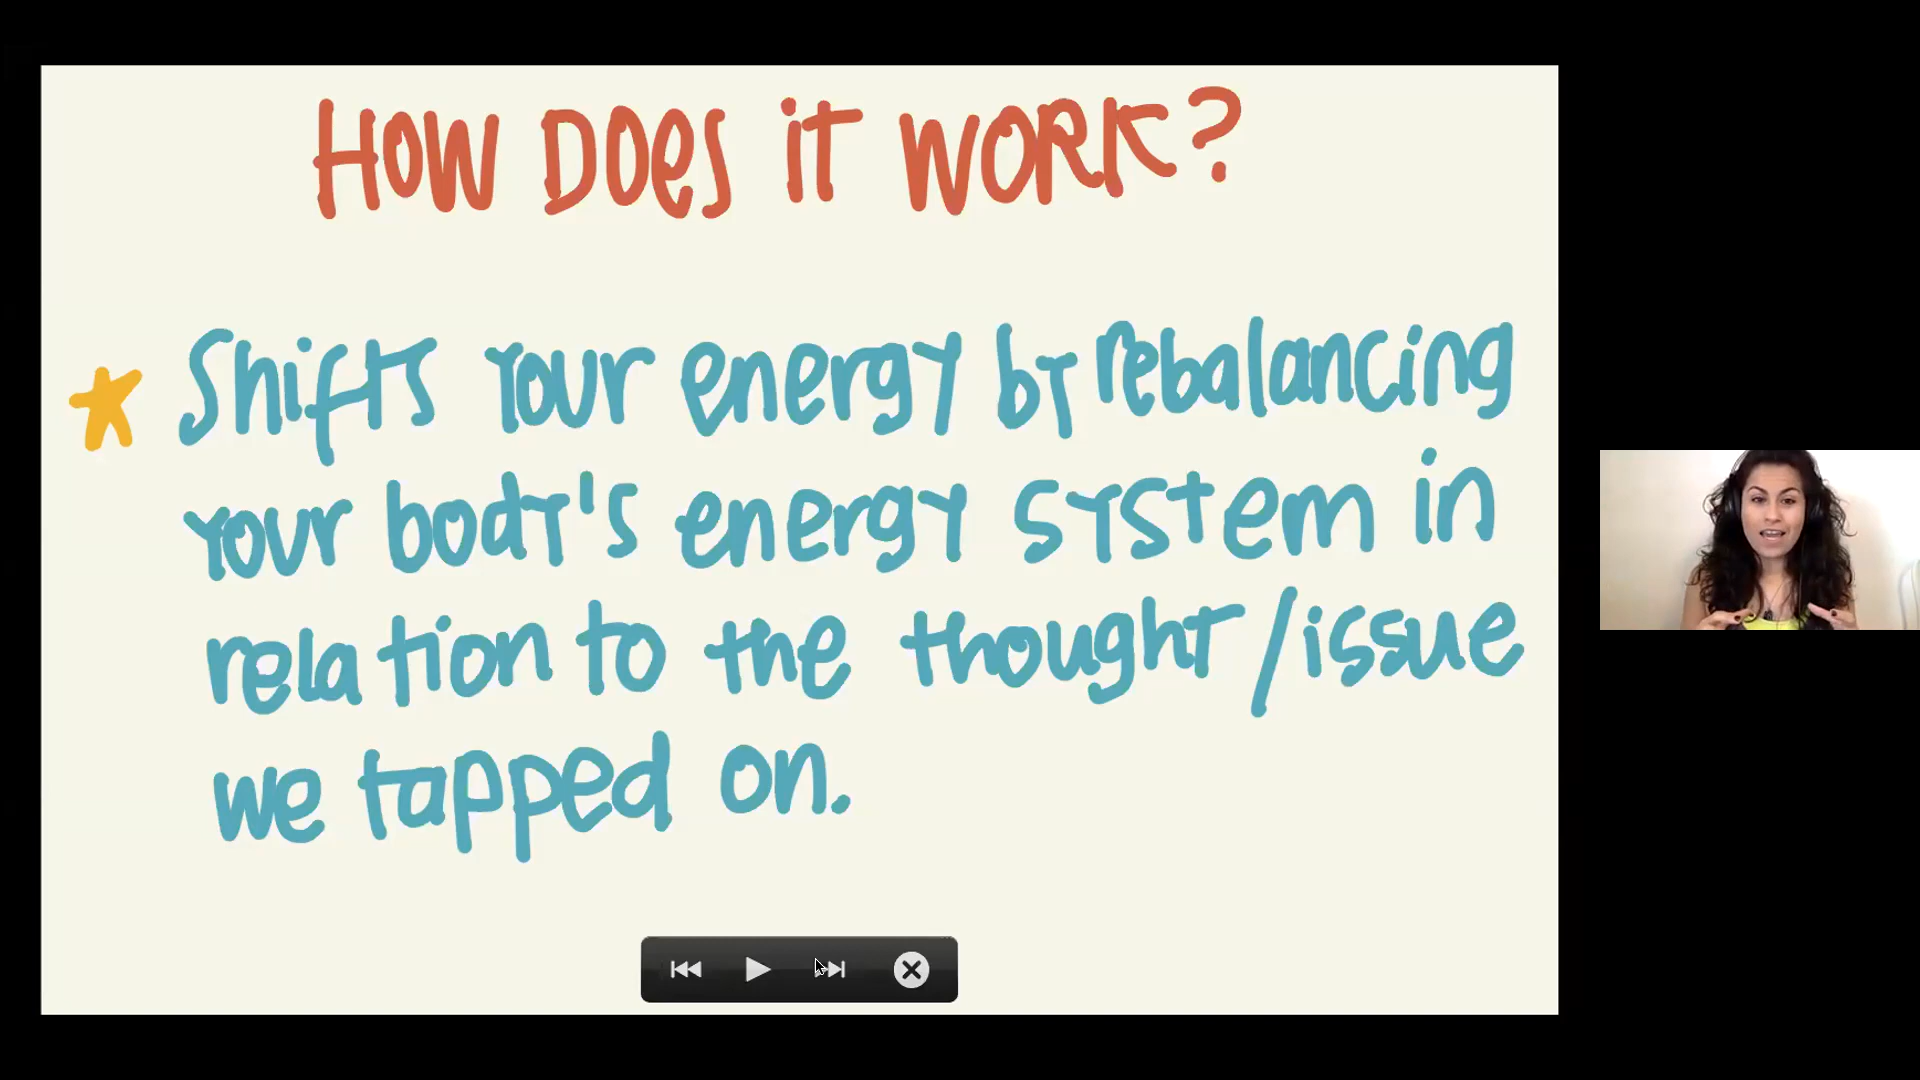 HOW DOES IT WORK?
Shifts your energy by rebalancing
your body's energy system in
relation to the thought/issue
we tapped on.